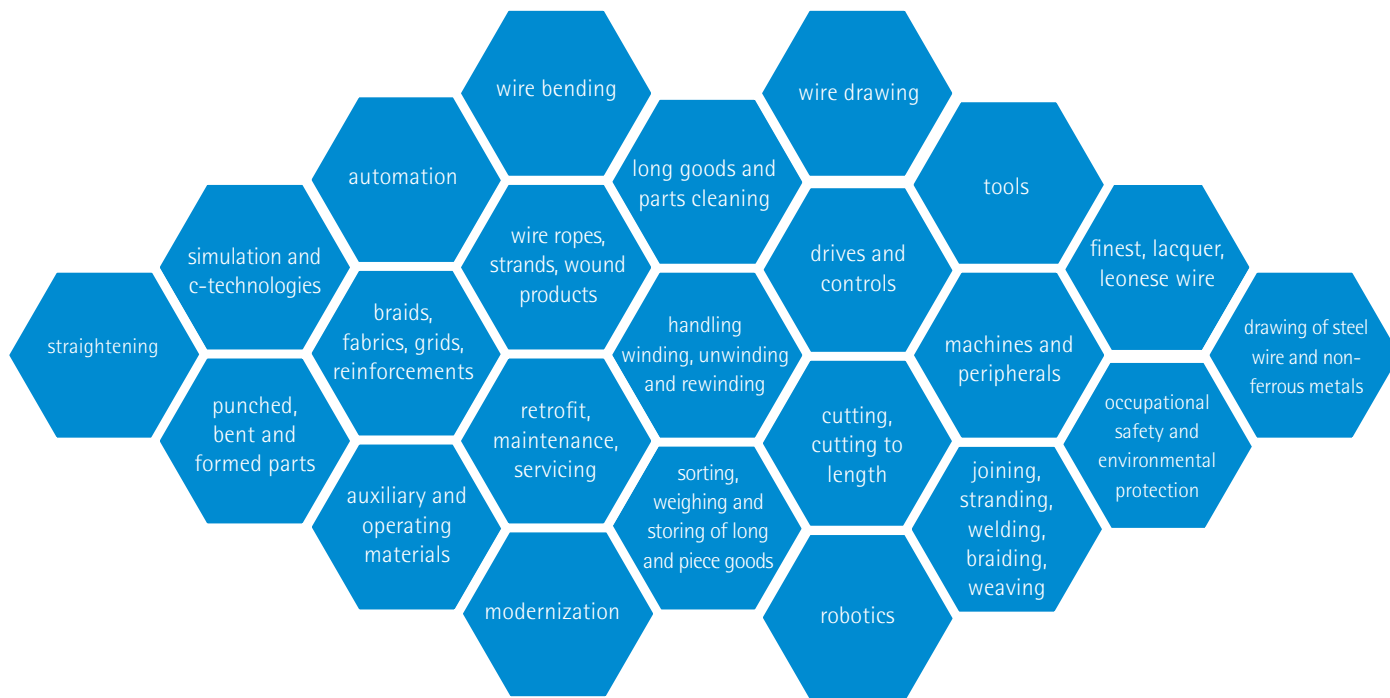 wire bending
wire drawing
automation
long goods and
parts cleaning
tools
simulation and
c-technologies
wire ropes,
strands, wound
products
drives and
controls
finest, lacquer,
leonese wire
straightening
braids,
fabrics, grids,
reinforcements
handling
winding, unwinding
and rewinding
machines and
peripherals
drawing of steel
wire and non-
ferrous metals
punched,
bent and
formed parts
retrofit,
maintenance,
servicing
cutting,
cutting to
length
occupational
safety and
environmental
protection
auxiliary and
operating
materials
sorting,
weighing and
storing of long
and piece goods
joining,
stranding,
welding,
braiding,
weaving
modernization
robotics